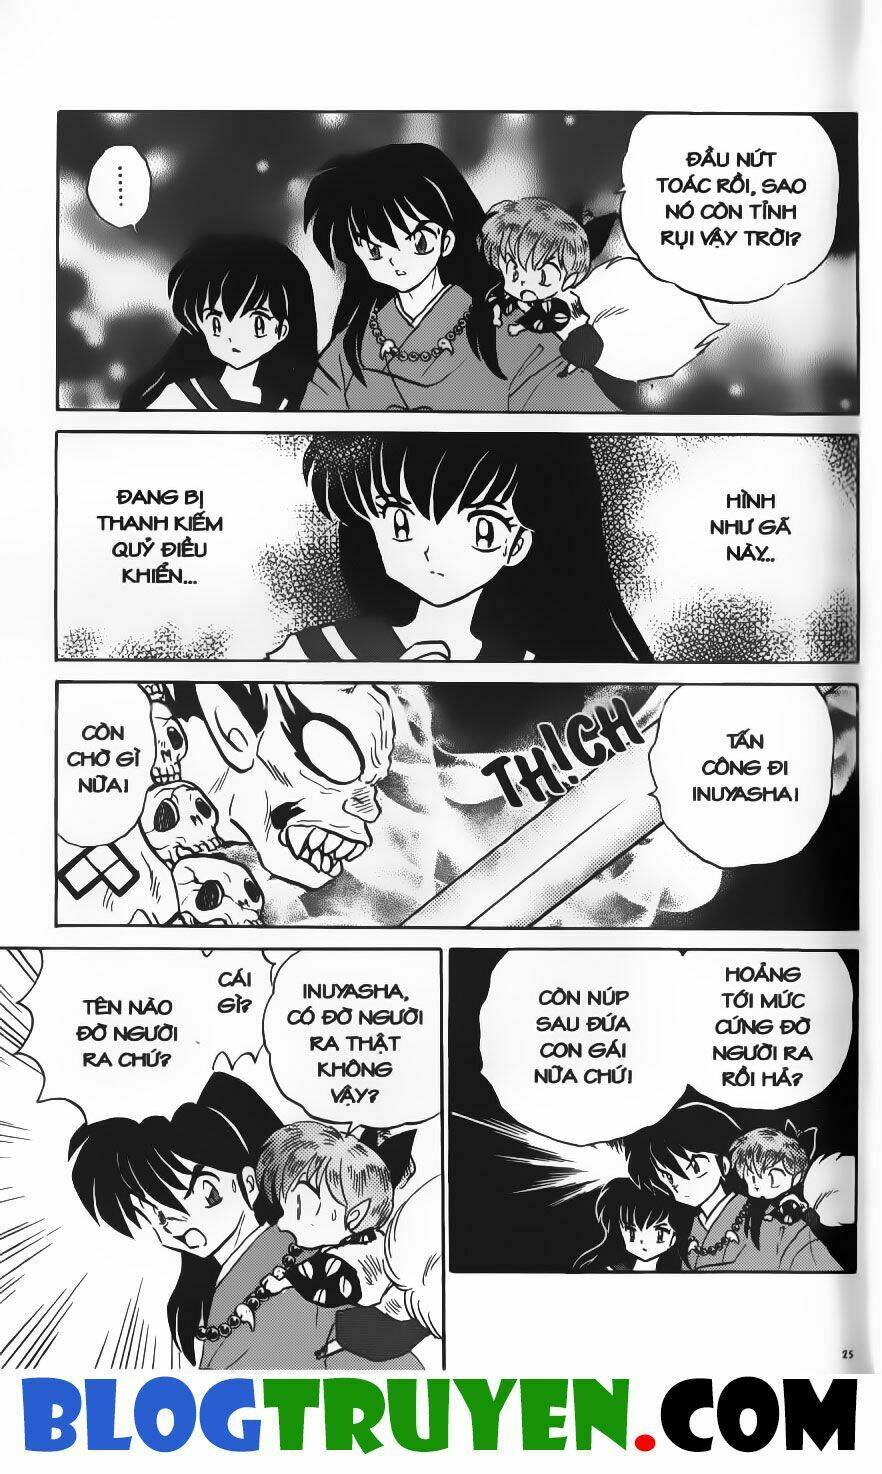 ĐẦU NỨT
TOÁC RỒI, SAO
NÓ CÒN TỈNH
RỤI VẬY TRỜI?
......
HÌNH
NHƯ GÃ
NÀY...
ĐANG BỊ
THANH KIẾM
QUỶ ĐIỀU
KHIỂN...
TẤN
CÔNG ĐI
INUYASHA!
THỊCH
CÒN
CHỜ GÌ
NỮA!
HOẢNG
TỚI MỨC
CỨNG ĐỜ
NGƯỜI RA
RỒI HẢ?
CÒN NÚP
SAU ĐỨA
CON GÁI
NỮA CHỨ!
INUYASHA,
CÓ ĐỜ NGƯỜI
RA THẬT
KHÔNG
VẬY?
CÁI
GÌ?
TÊN NÀO
ĐỜ NGƯỜI
RA CHỨ?
25
BLOGTRUYEN.COM